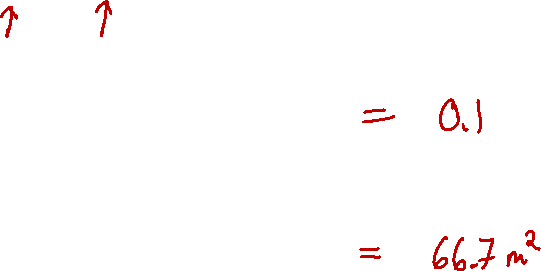 ↑ ↑
= 0.1
= 66.7 m²